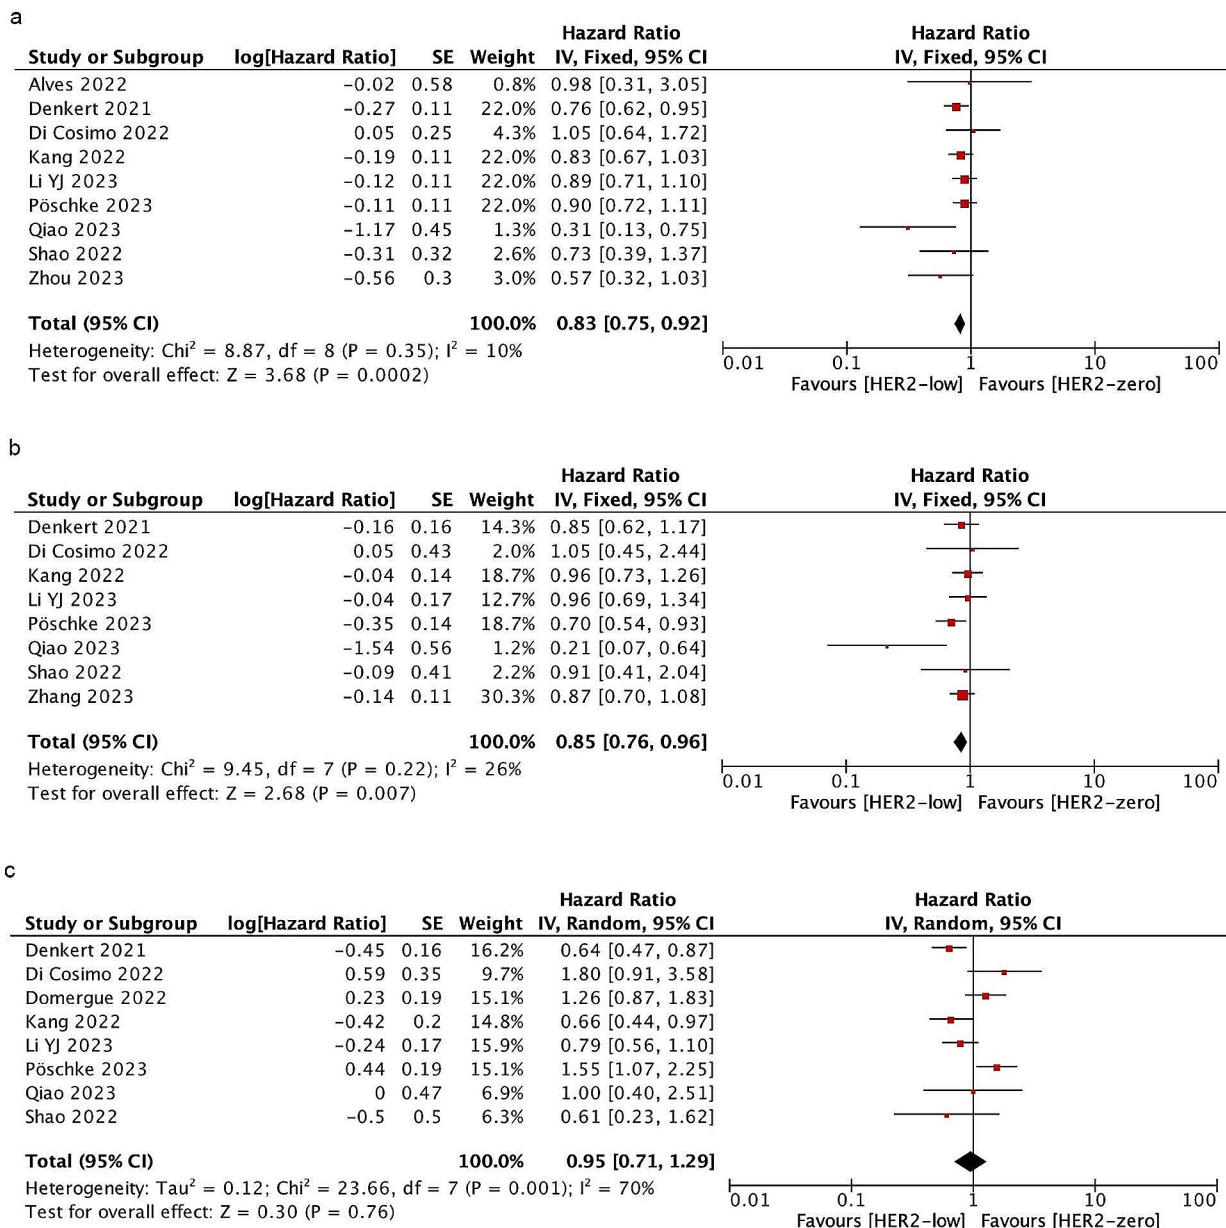 a
Hazard Ratio Hazard Ratio
Study or Subgroup log[Hazard Ratio] SE Weight IV, Fixed, 95% CI IV, Fixed, 95% CI
Alves 2022 −0.02 0.58 0.8% 0.98 [0.31, 3.05]
Denkert 2021 −0.27 0.11 22.0% 0.76 [0.62, 0.95]
Di Cosimo 2022 0.05 0.25 4.3% 1.05 [0.64, 1.72]
Kang 2022 −0.19 0.11 22.0% 0.83 [0.67, 1.03]
Li YJ 2023 −0.12 0.11 22.0% 0.89 [0.71, 1.10]
Pöschke 2023 −0.11 0.11 22.0% 0.90 [0.72, 1.11]
Qiao 2023 −1.17 0.45 1.3% 0.31 [0.13, 0.75]
Shao 2022 −0.31 0.32 2.6% 0.73 [0.39, 1.37]
Zhou 2023 −0.56 0.3 3.0% 0.57 [0.32, 1.03]
Total (95% CI) 100.0% 0.83 [0.75, 0.92]
Heterogeneity: Chi² = 8.87, df = 8 (P = 0.35); I² = 10%
Test for overall effect: Z = 3.68 (P = 0.0002)
0.01 0.1 1 10 100
Favours [HER2−low] Favours [HER2−zero]
b
Hazard Ratio Hazard Ratio
Study or Subgroup log[Hazard Ratio] SE Weight IV, Fixed, 95% CI IV, Fixed, 95% CI
Denkert 2021 −0.16 0.16 14.3% 0.85 [0.62, 1.17]
Di Cosimo 2022 0.05 0.43 2.0% 1.05 [0.45, 2.44]
Kang 2022 −0.04 0.14 18.7% 0.96 [0.73, 1.26]
Li YJ 2023 −0.04 0.17 12.7% 0.96 [0.69, 1.34]
Pöschke 2023 −0.35 0.14 18.7% 0.70 [0.54, 0.93]
Qiao 2023 −1.54 0.56 1.2% 0.21 [0.07, 0.64]
Shao 2022 −0.09 0.41 2.2% 0.91 [0.41, 2.04]
Zhang 2023 −0.14 0.11 30.3% 0.87 [0.70, 1.08]
Total (95% CI) 100.0% 0.85 [0.76, 0.96]
Heterogeneity: Chi² = 9.45, df = 7 (P = 0.22); I² = 26%
Test for overall effect: Z = 2.68 (P = 0.007)
0.01 0.1 1 10 100
Favours [HER2−low] Favours [HER2−zero]
c
Hazard Ratio Hazard Ratio
Study or Subgroup log[Hazard Ratio] SE Weight IV, Random, 95% CI IV, Random, 95% CI
Denkert 2021 −0.45 0.16 16.2% 0.64 [0.47, 0.87]
Di Cosimo 2022 0.59 0.35 9.7% 1.80 [0.91, 3.58]
Domergue 2022 0.23 0.19 15.1% 1.26 [0.87, 1.83]
Kang 2022 −0.42 0.2 14.8% 0.66 [0.44, 0.97]
Li YJ 2023 −0.24 0.17 15.9% 0.79 [0.56, 1.10]
Pöschke 2023 0.44 0.19 15.1% 1.55 [1.07, 2.25]
Qiao 2023 0 0.47 6.9% 1.00 [0.40, 2.51]
Shao 2022 −0.5 0.5 6.3% 0.61 [0.23, 1.62]
Total (95% CI) 100.0% 0.95 [0.71, 1.29]
Heterogeneity: Tau² = 0.12; Chi² = 23.66, df = 7 (P = 0.001); I² = 70%
Test for overall effect: Z = 0.30 (P = 0.76)
0.01 0.1 1 10 100
Favours [HER2−low] Favours [HER2−zero]